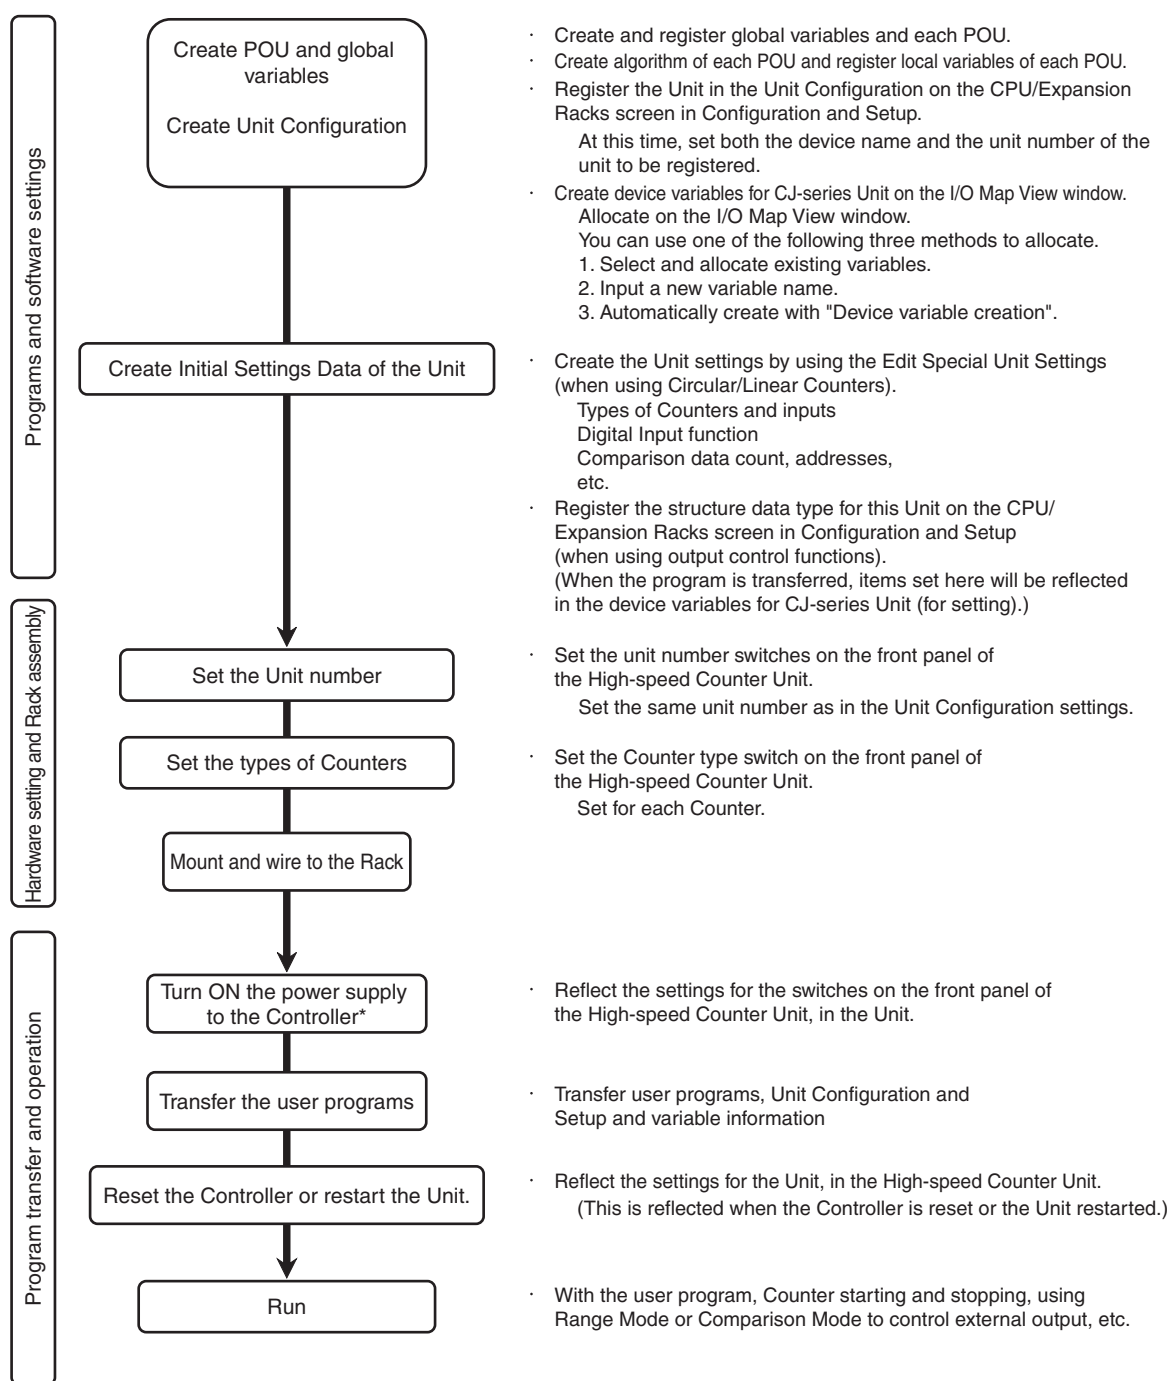 Programs and software settings
Create POU and global
variables
Create Unit Configuration
· Create and register global variables and each POU.
· Create algorithm of each POU and register local variables of each POU.
· Register the Unit in the Unit Configuration on the CPU/Expansion
Racks screen in Configuration and Setup.
At this time, set both the device name and the unit number of the
unit to be registered.
· Create device variables for CJ-series Unit on the I/O Map View window.
Allocate on the I/O Map View window.
You can use one of the following three methods to allocate.
1. Select and allocate existing variables.
2. Input a new variable name.
3. Automatically create with "Device variable creation".
Create Initial Settings Data of the Unit
· Create the Unit settings by using the Edit Special Unit Settings
(when using Circular/Linear Counters).
Types of Counters and inputs
Digital Input function
Comparison data count, addresses,
etc.
· Register the structure data type for this Unit on the CPU/
Expansion Racks screen in Configuration and Setup
(when using output control functions).
(When the program is transferred, items set here will be reflected
in the device variables for CJ-series Unit (for setting).)
Hardware setting and Rack assembly
Set the Unit number
· Set the unit number switches on the front panel of
the High-speed Counter Unit.
Set the same unit number as in the Unit Configuration settings.
Set the types of Counters
· Set the Counter type switch on the front panel of
the High-speed Counter Unit.
Set for each Counter.
Mount and wire to the Rack
Program transfer and operation
Turn ON the power supply
to the Controller*
· Reflect the settings for the switches on the front panel of
the High-speed Counter Unit, in the Unit.
Transfer the user programs
· Transfer user programs, Unit Configuration and
Setup and variable information
Reset the Controller or restart the Unit.
· Reflect the settings for the Unit, in the High-speed Counter Unit.
(This is reflected when the Controller is reset or the Unit restarted.)
Run
· With the user program, Counter starting and stopping, using
Range Mode or Comparison Mode to control external output, etc.